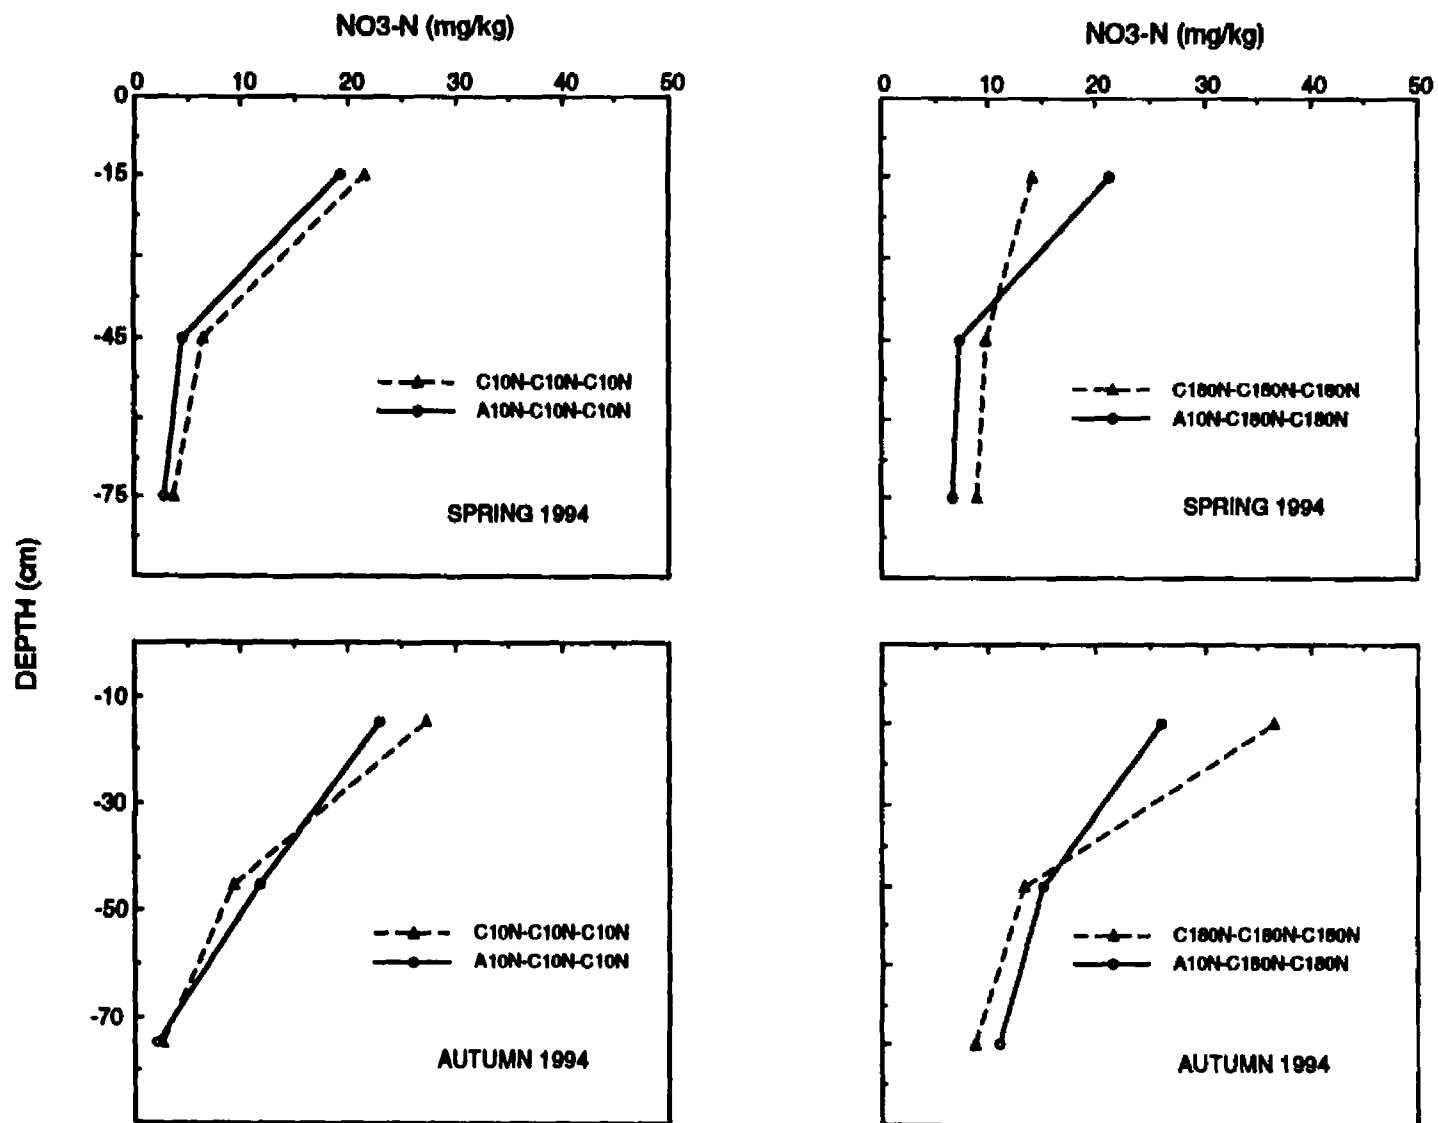 NO3-N (mg/kg)
0 10 20 30 40 50
0
-15
-45
-75
C10N-C10N-C10N
A10N-C10N-C10N
SPRING 1994
NO3-N (mg/kg)
0 10 20 30 40 50
C180N-C180N-C180N
A10N-C180N-C180N
SPRING 1994
DEPTH (cm)
-10
-30
-50
-70
C10N-C10N-C10N
A10N-C10N-C10N
AUTUMN 1994
C180N-C180N-C180N
A10N-C180N-C180N
AUTUMN 1994